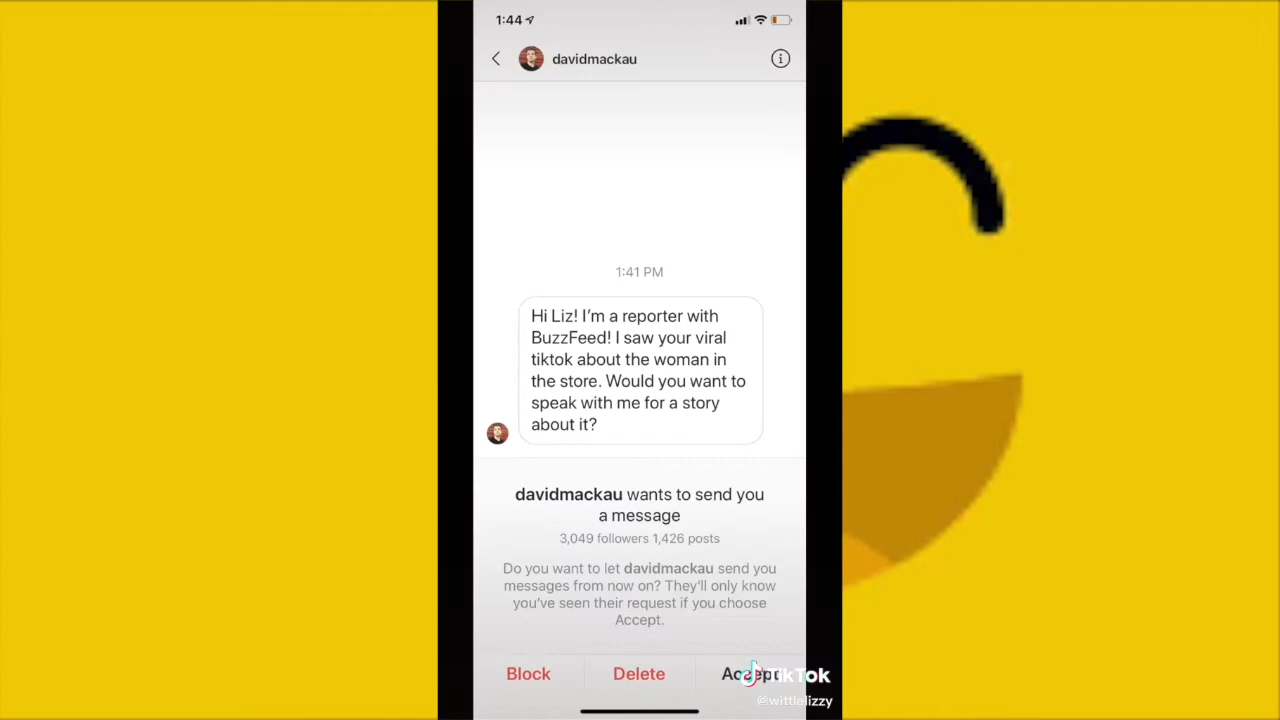 1:44
davidmackau
1:41 PM
Hi Liz! I'm a reporter with
BuzzFeed! I saw your viral
tiktok about the woman in
the store. Would you want to
speak with me for a story
about it?
davidmackau wants to send you
a message
3,049 followers 1,426 posts
Do you want to let davidmackau send you
messages from now on? They'll only know
you've seen their request if you choose
Accept.
Block Delete Accept
TikTok
@wittlelizzy